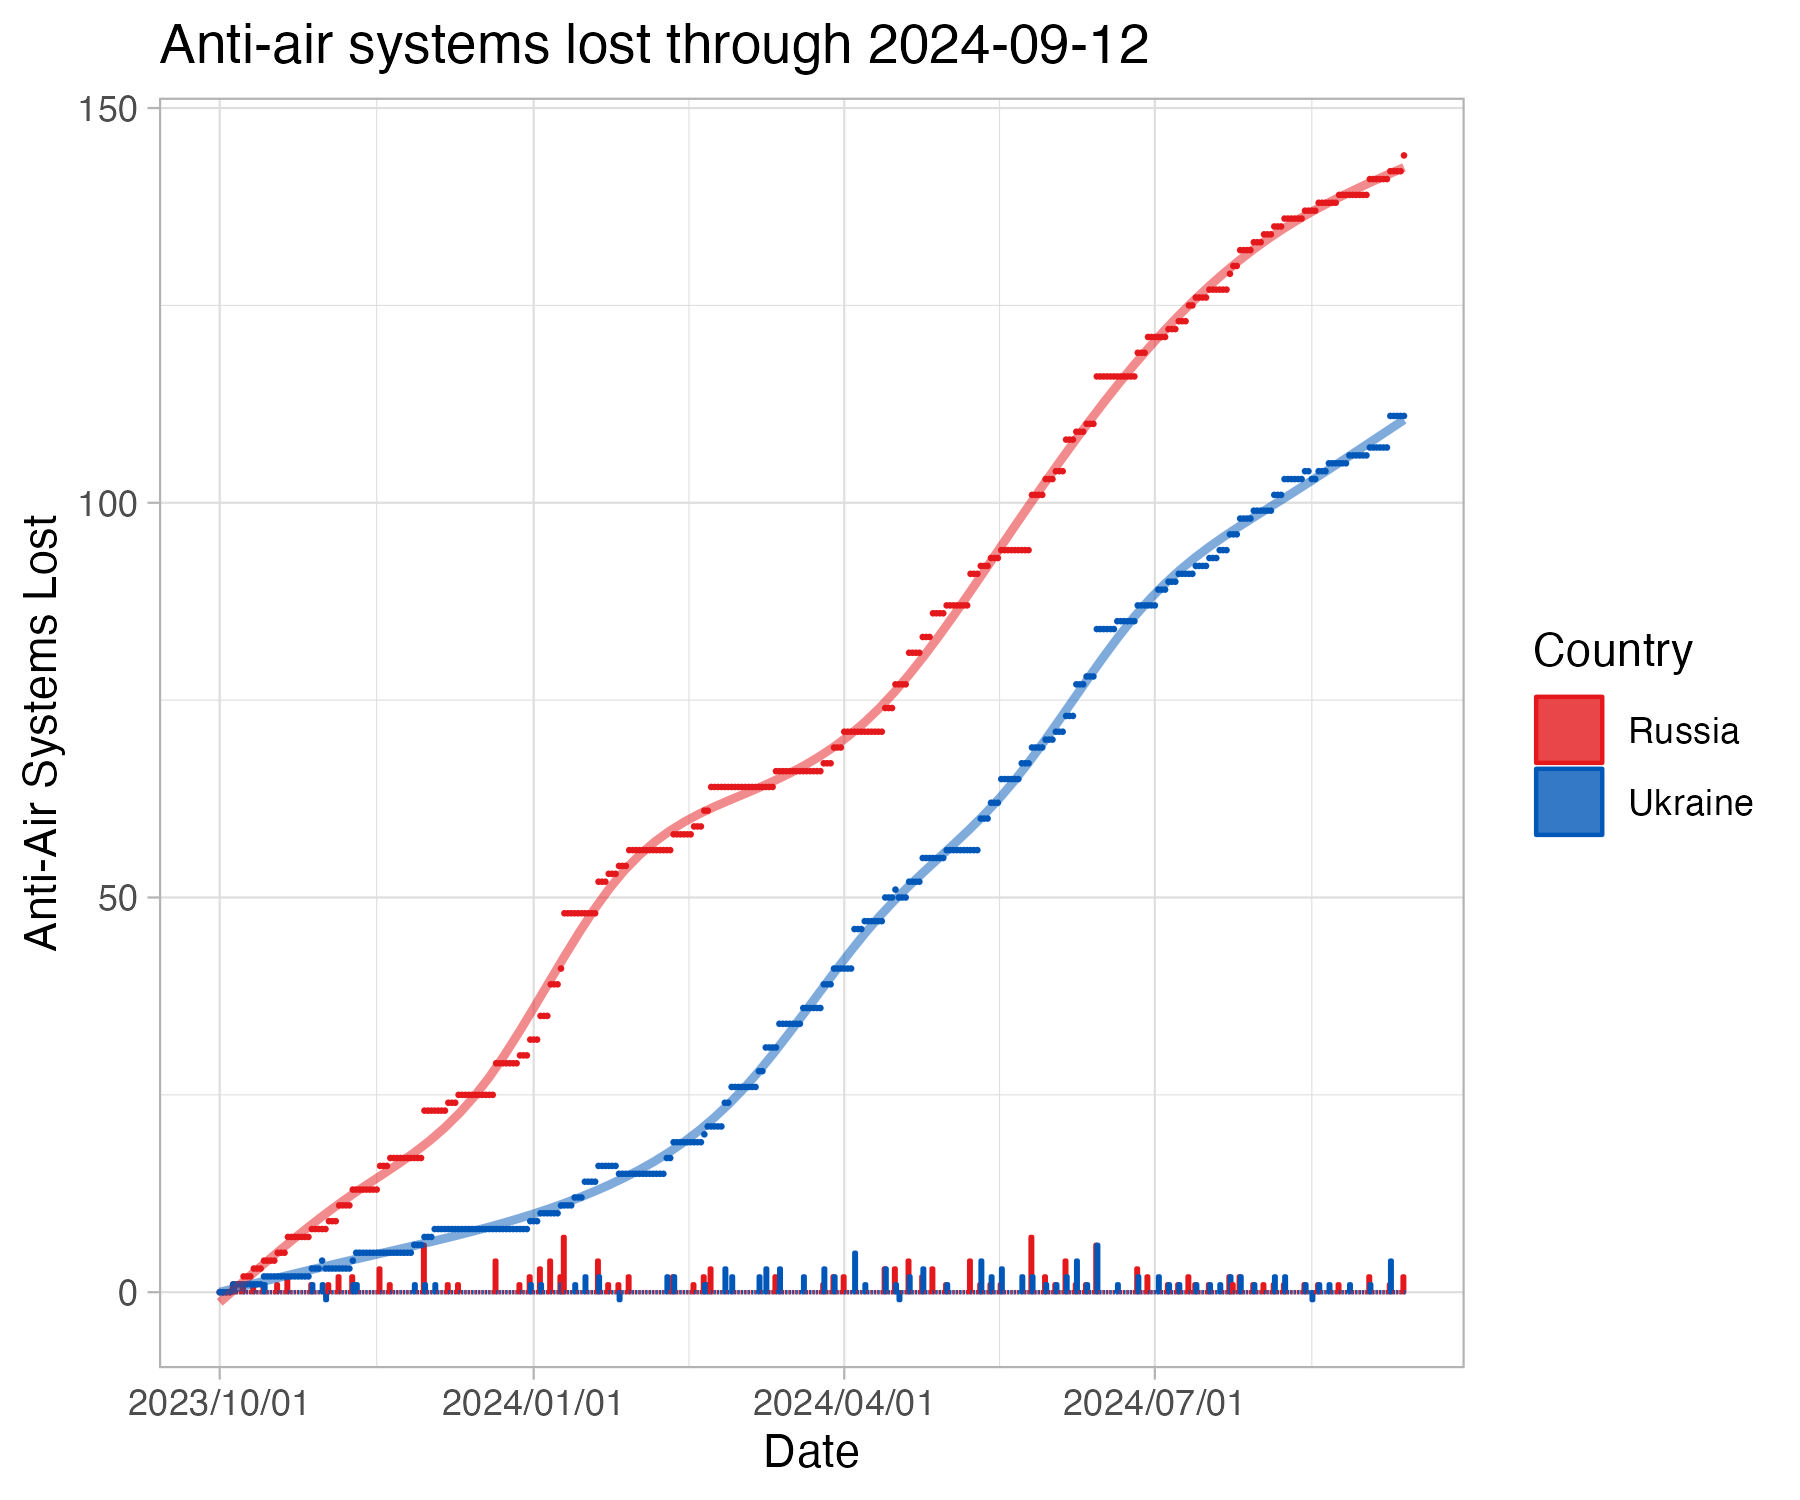 Anti-air systems lost through 2024-09-12
150
100
50
0
Anti-Air Systems Lost
2023/10/01
2024/01/01
2024/04/01
2024/07/01
Date
Country
Russia
Ukraine